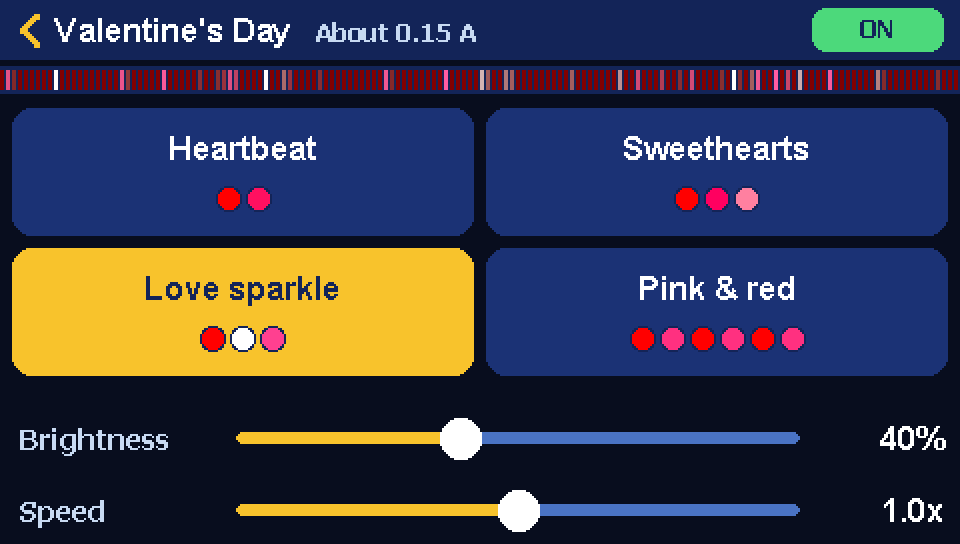 Valentine's Day About 0.15 A ON
Heartbeat Sweethearts
Love sparkle Pink & red
Brightness 40%
Speed 1.0x